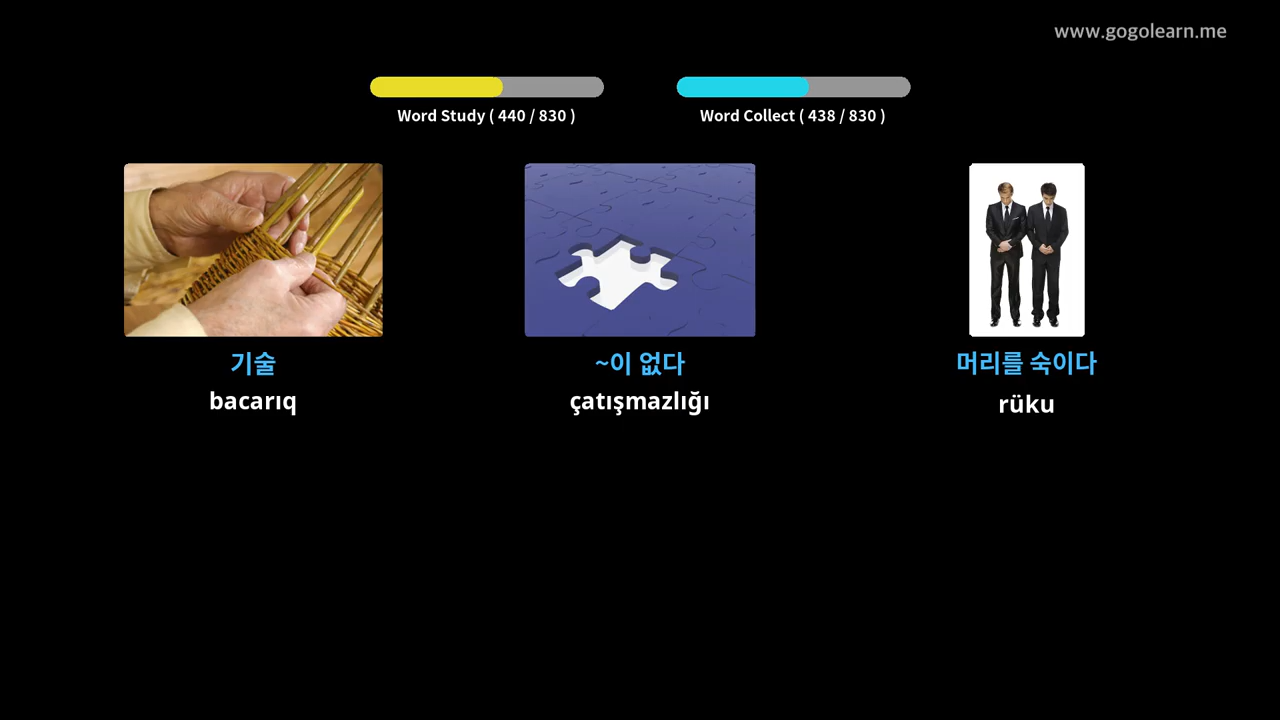 www.gogolearn.me
Word Study ( 440 / 830 )
Word Collect ( 438 / 830 )
기술
~이 없다
머리를 숙이다
bacarıq
çatışmazlığı
rüku